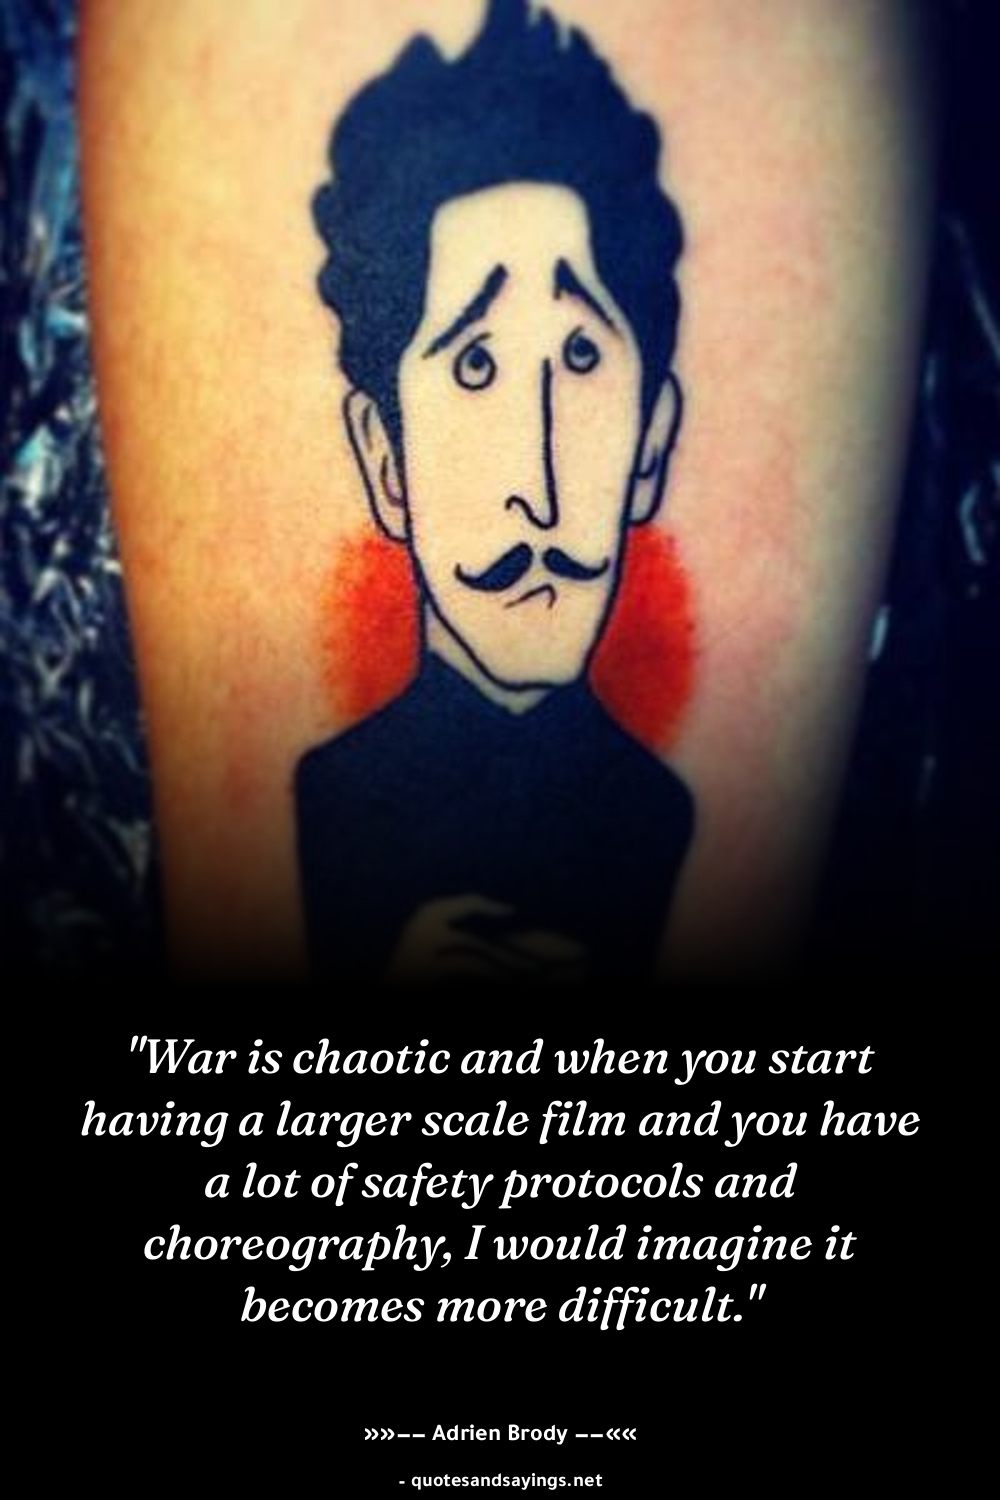 "War is chaotic and when you start
having a larger scale film and you have
a lot of safety protocols and
choreography, I would imagine it
becomes more difficult."
»»–– Adrien Brody ––««
- quotesandsayings.net